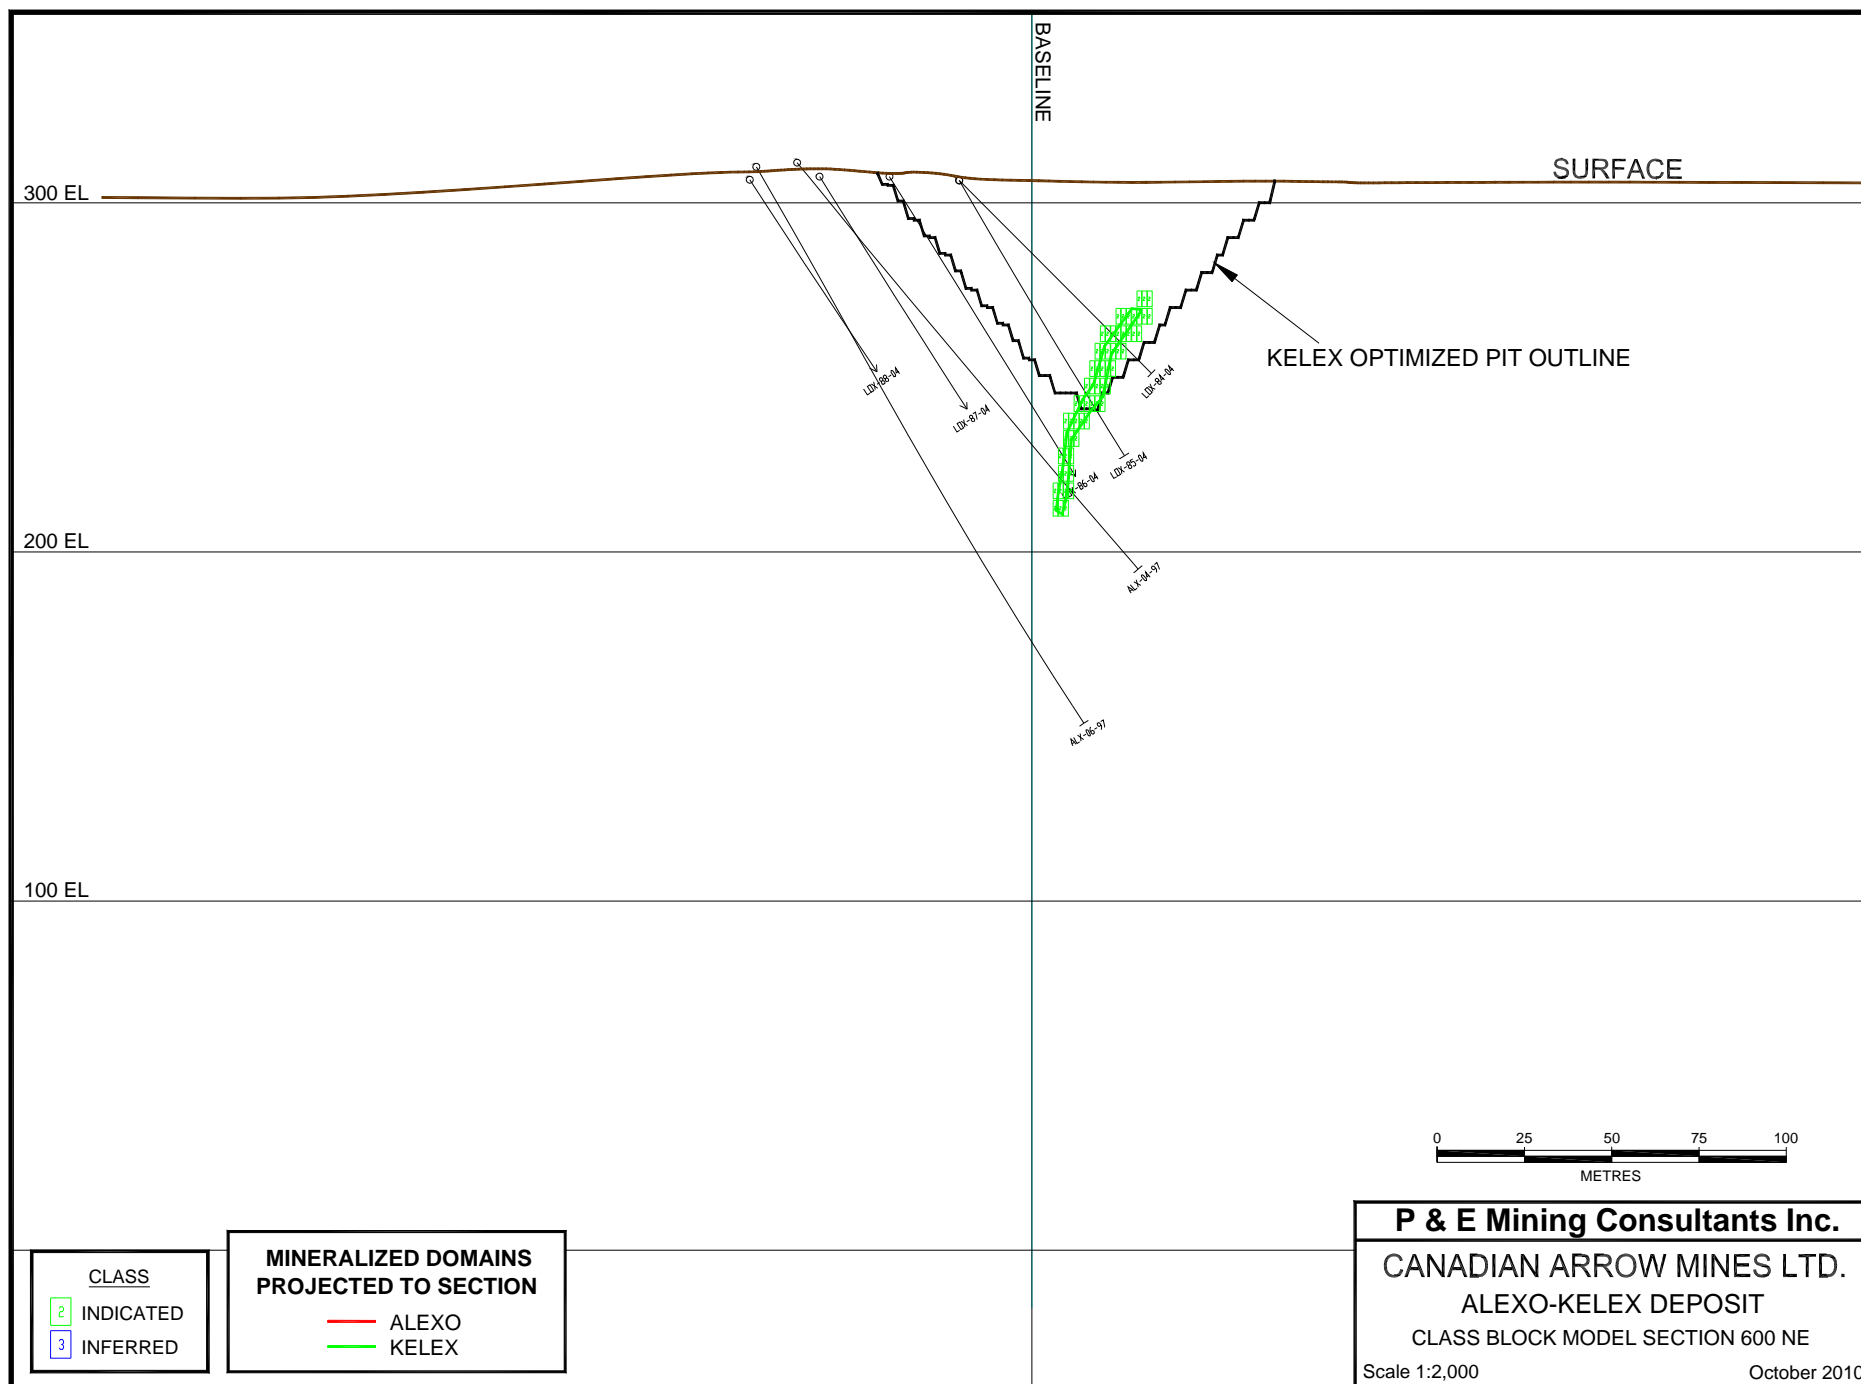 BASELINE
SURFACE
300 EL
KELEX OPTIMIZED PIT OUTLINE
LDX-88-04
LDX-84-04
LDX-87-04
LDX-85-04
-86-04
200 EL
ALX-04-97
ALX-06-97
100 EL
0 25 50 75 100
METRES
P & E Mining Consultants Inc.
CANADIAN ARROW MINES LTD.
ALEXO-KELEX DEPOSIT
CLASS BLOCK MODEL SECTION 600 NE
Scale 1:2,000 October 2010
CLASS
2 INDICATED
3 INFERRED
MINERALIZED DOMAINS
PROJECTED TO SECTION
ALEXO
KELEX